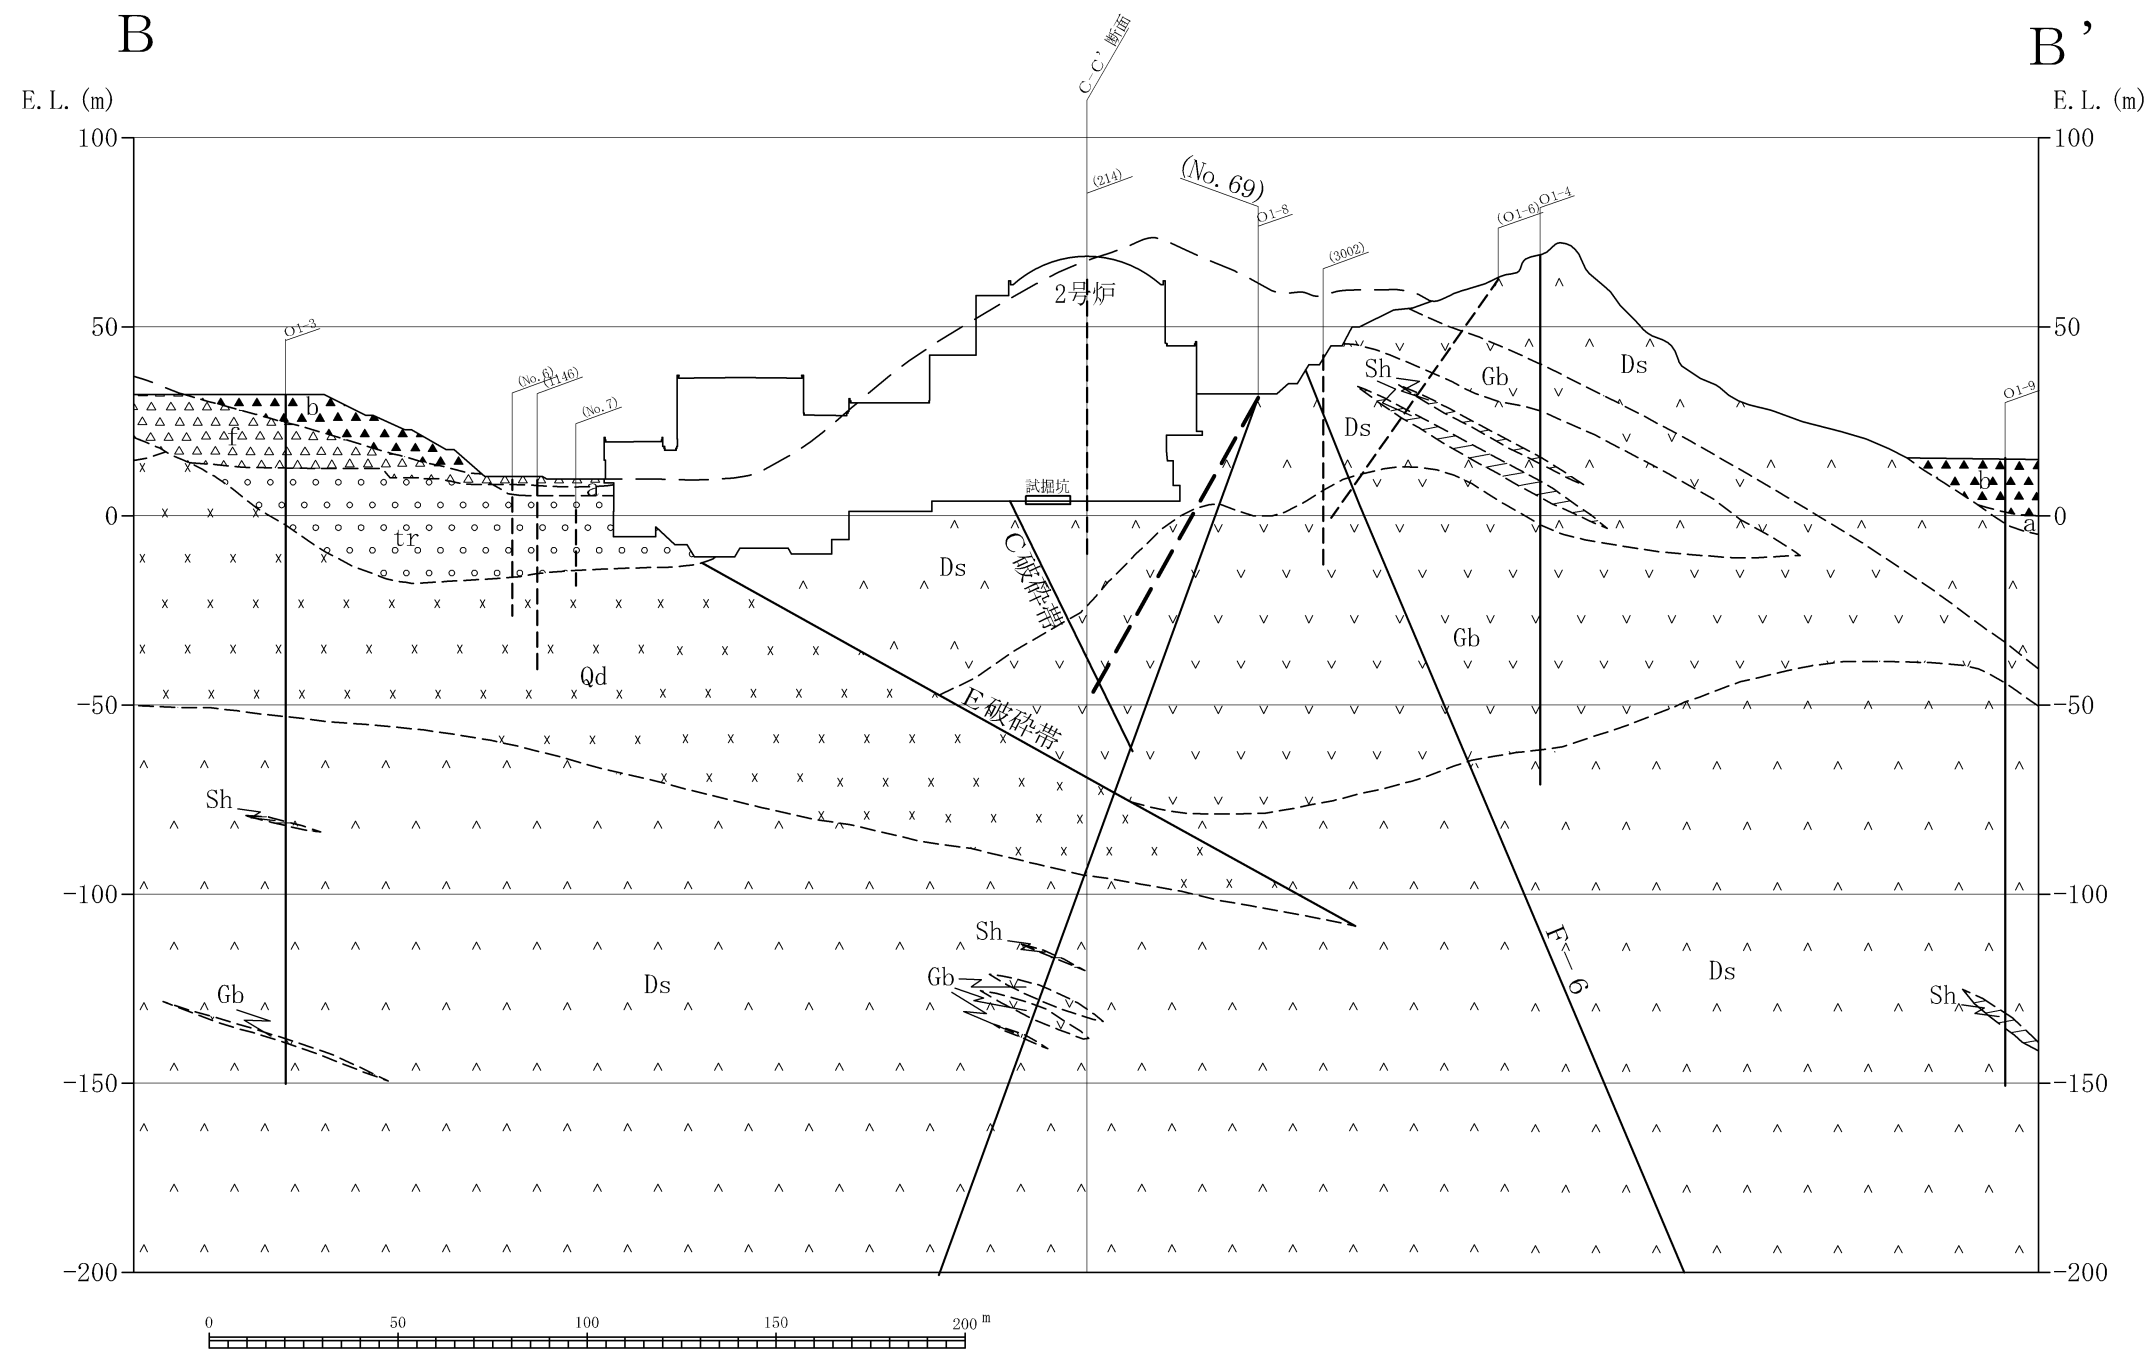 B
B'
C-C'断面
E.L.(m)
E.L.(m)
100
100
(No.69)
(214)
O1-8
(O1-6)
O1-4
(3002)
2号炉
50
50
O1-3
(No.6)
(1146)
(No.7)
O1-9
b
f
a
tr
Sh
Gb
Ds
Ds
試掘坑
b
a
0
0
Ds
C破砕帯
Gb
Qd
E破砕帯
-50
-50
Sh
-100
-100
Sh
Gb
F-6
Gb
Ds
Ds
Sh
-150
-150
-200
-200
0
50
100
150
200 m